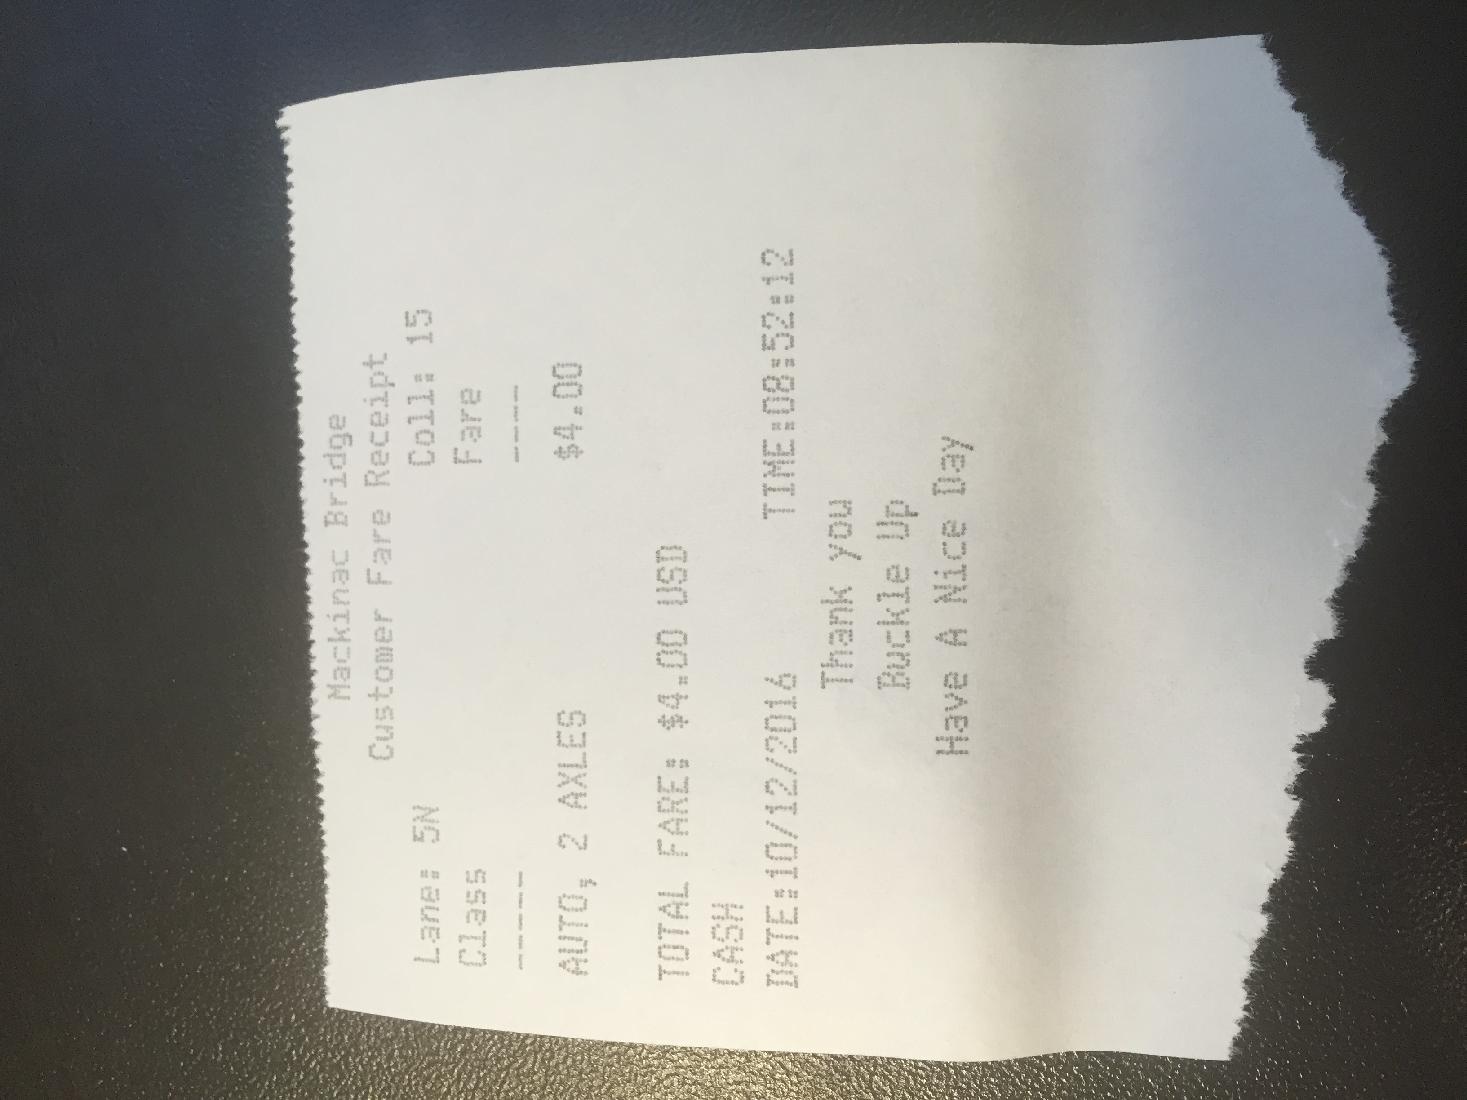 Mackinac Bridge
Customer Fare Receipt
Lane: 5N Coll: 15
Class Fare
----- ----
AUTO, 2 AXLES $4.00
TOTAL FARE: $4.00 USD
CASH
DATE:10/12/2016 TIME:08:52:12
Thank you
Buckle Up
Have A Nice Day